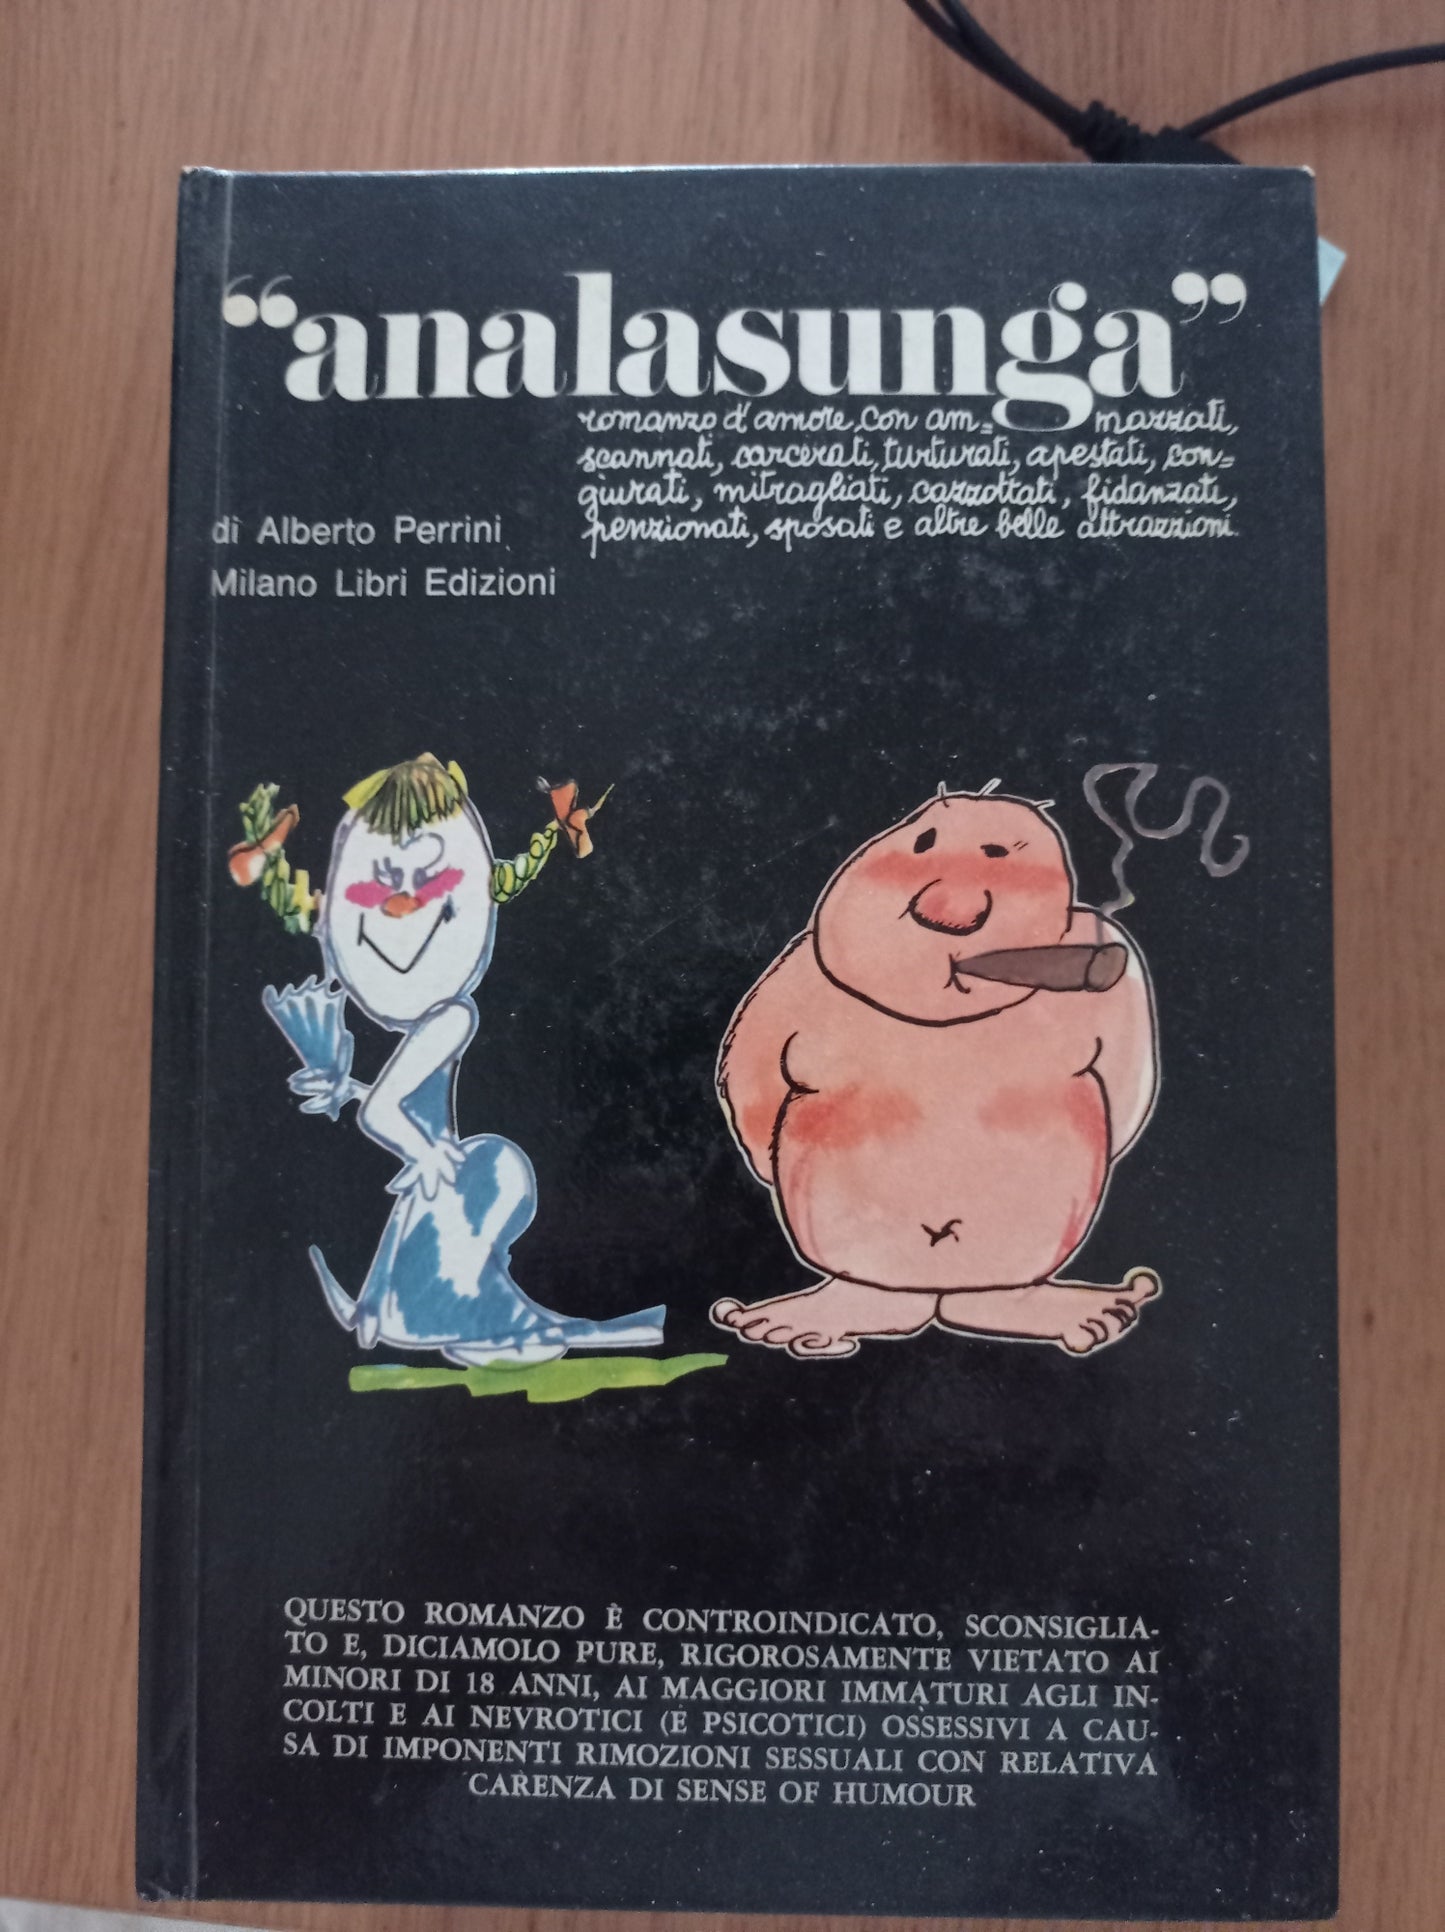 “analasunga”
romanzo d'amore, con am= mazzati,
scannati, carcerati, turturati, apestati, con=
giurati, mitragliati, cazzottati, fidanzati,
penzionati, sposati e altre belle attrazzioni.
di Alberto Perrini
Milano Libri Edizioni
QUESTO ROMANZO È CONTROINDICATO, SCONSIGLIA-
TO E, DICIAMOLO PURE, RIGOROSAMENTE VIETATO AI
MINORI DI 18 ANNI, AI MAGGIORI IMMATURI AGLI IN-
COLTI E AI NEVROTICI (E PSICOTICI) OSSESSIVI A CAU-
SA DI IMPONENTI RIMOZIONI SESSUALI CON RELATIVA
CARENZA DI SENSE OF HUMOUR